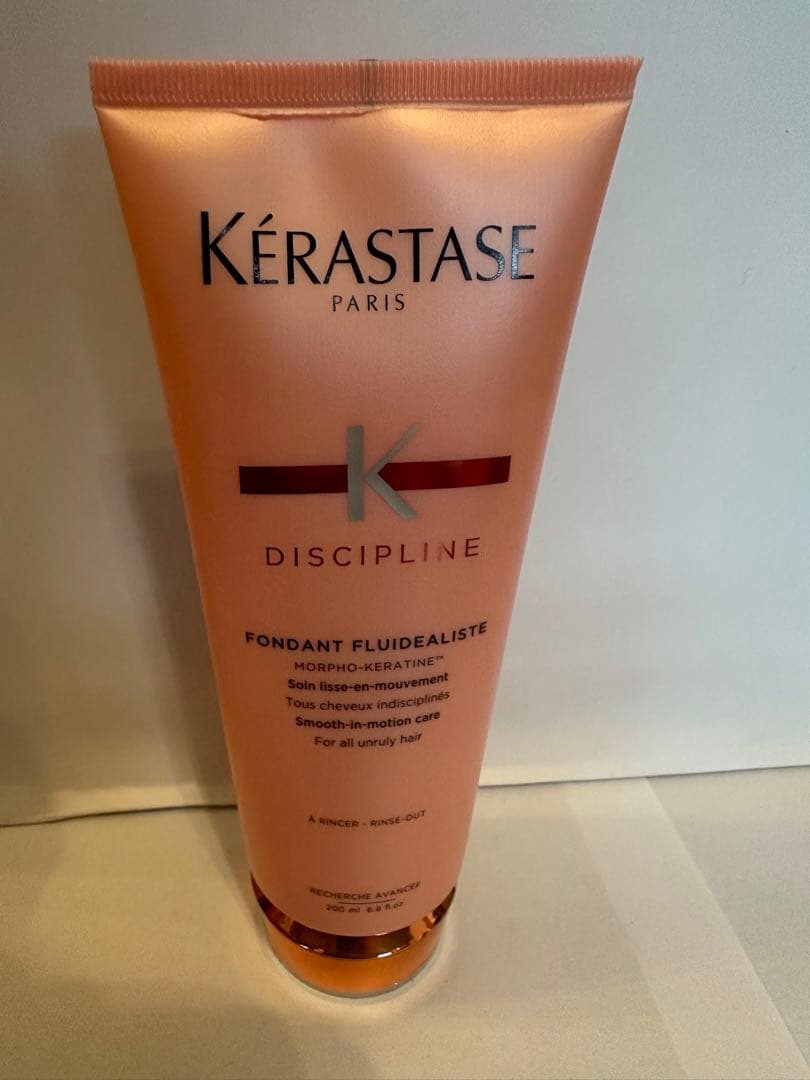 KÉRASTASE
PARIS
K
DISCIPLINE
FONDANT FLUIDEALISTE
MORPHO-KERATINE™
Soin lisse-en-mouvement
Tous cheveux indisciplinés
Smooth-in-motion care
For all unruly hair
À RINCER - RINSE-OUT
RECHERCHE AVANCÉE
200 ml 6.8 fl.oz